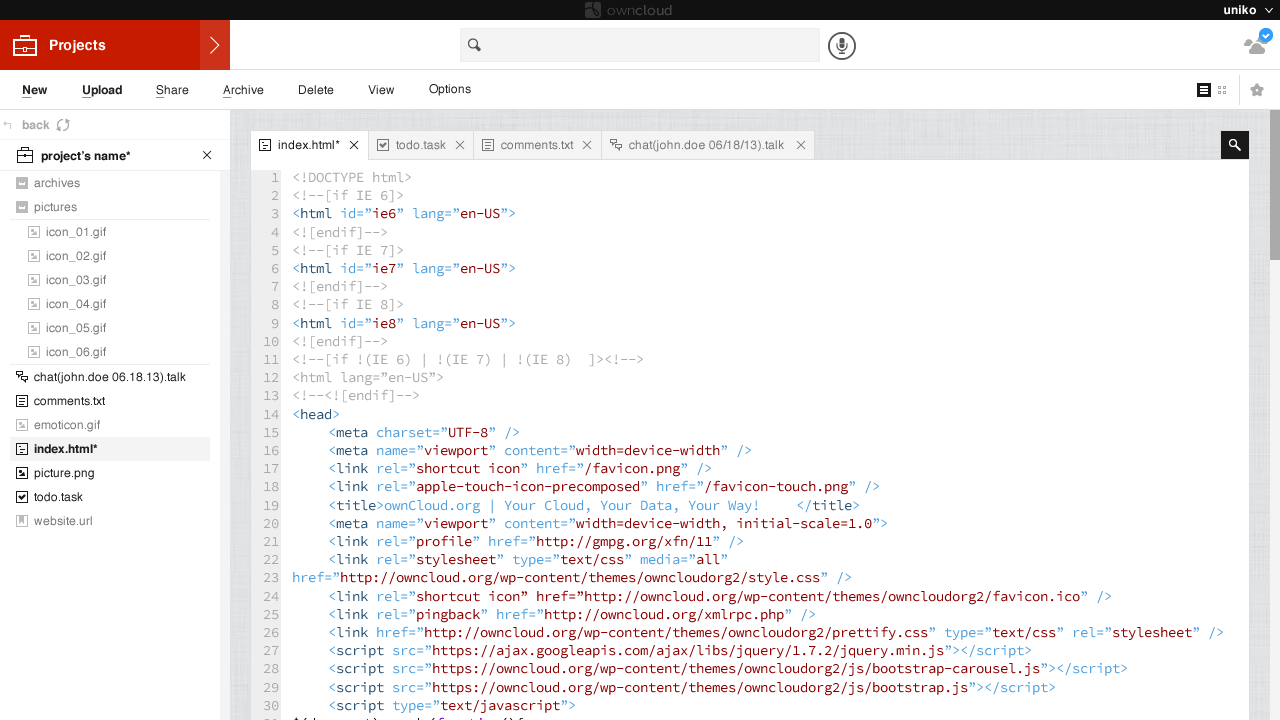 owncloud
uniko
Projects
New Upload Share Archive Delete View Options
back
project's name*
archives
pictures
icon_01.gif
icon_02.gif
icon_03.gif
icon_04.gif
icon_05.gif
icon_06.gif
chat(john.doe 06.18.13).talk
comments.txt
emoticon.gif
index.html*
picture.png
todo.task
website.url
index.html* todo.task comments.txt chat(john.doe 06/18/13).talk
1 <!DOCTYPE html>
2 <!--[if IE 6]>
3 <html id=”ie6” lang=”en-US”>
4 <![endif]-->
5 <!--[if IE 7]>
6 <html id=”ie7” lang=”en-US”>
7 <![endif]-->
8 <!--[if IE 8]>
9 <html id=”ie8” lang=”en-US”>
10 <![endif]-->
11 <!--[if !(IE 6) | !(IE 7) | !(IE 8)  ]><!-->
12 <html lang=”en-US”>
13 <!--<![endif]-->
14 <head>
15 <meta charset=”UTF-8” />
16 <meta name=”viewport” content=”width=device-width” />
17 <link rel=”shortcut icon” href=”/favicon.png” />
18 <link rel=”apple-touch-icon-precomposed” href=”/favicon-touch.png” />
19 <title>ownCloud.org | Your Cloud, Your Data, Your Way!    </title>
20 <meta name=”viewport” content=”width=device-width, initial-scale=1.0”>
21 <link rel=”profile” href=”http://gmpg.org/xfn/11” />
22 <link rel=”stylesheet” type=”text/css” media=”all”
23 href=”http://owncloud.org/wp-content/themes/owncloudorg2/style.css” />
24 <link rel=”shortcut icon” href=”http://owncloud.org/wp-content/themes/owncloudorg2/favicon.ico” />
25 <link rel=”pingback” href=”http://owncloud.org/xmlrpc.php” />
26 <link href=”http://owncloud.org/wp-content/themes/owncloudorg2/prettify.css” type=”text/css” rel=”stylesheet” />
27 <script src=”https://ajax.googleapis.com/ajax/libs/jquery/1.7.2/jquery.min.js”></script>
28 <script src=”https://owncloud.org/wp-content/themes/owncloudorg2/js/bootstrap-carousel.js”></script>
29 <script src=”https://owncloud.org/wp-content/themes/owncloudorg2/js/bootstrap.js”></script>
30 <script type=”text/javascript”>